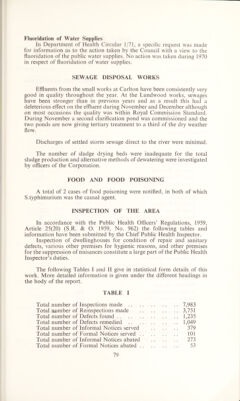 Fluoridation of Water Supplies
In Department of Health Circular 1/71, a specific request was made
for information as to the action taken by the Council with a view to the
fluoridation of the public water supplies. No action was taken during 1970
in respect of fluoridation of water supplies.
SEWAGE DISPOSAL WORKS
Effluents from the small works at Carlton have been consistently very
good in quality throughout the year. At the Lundwood works, sewages
have been stronger than in previous years and as a result this had a
deleterious effect on the effluent during November and December although
on most occasions the quality was within Royal Commission Standard.
During November a second clarification pond was commissioned and the
two ponds are now giving tertiary treatment to a third of the dry weather
flow.
Discharges of settled storm sewage direct to the river were minimal.
The number of sludge drying beds were inadequate for the total
sludge production and alternative methods of dewatering were investigated
by officers of the Corporation.
FOOD AND FOOD POISONING
A total of 2 cases of food poisoning were notified, in both of which
S.typhimurium was the causal agent.
INSPECTION OF THE AREA
In accordance with the Public Health Officers' Regulations, 1959,
Article 25(20) (S.R. & O. 1959, No. 962) the following tables and
information have been submitted by the Chief Public Health Inspector.
Inspection of dwellinghouses for condition of repair and sanitary
defects, various other premises for hygienic reasons, and other premises
for the suppression of nuisances constitute a large part of the Public Health
Inspector's duties.
The following Tables I and II give in statistical form details of this
work. More detailed information is given under the different headings in
the body of the report.
TABLE I
Total number of Inspections made .. .. .. .. 7,983
Total number of Reinspections made .. .. .. .. 3,751
Total number of Defects found .. .. .. .. .. 1,235
Total number of Defects remedied .. .. .. .. 1,049
Total number of Informal Notices served .. .. .. 379
Total number of Formal Notices served .. .. .. 101
Total number of Informal Notices abated .. .. .. 273
Total number of Formal Notices abated .. .. .. 53
79